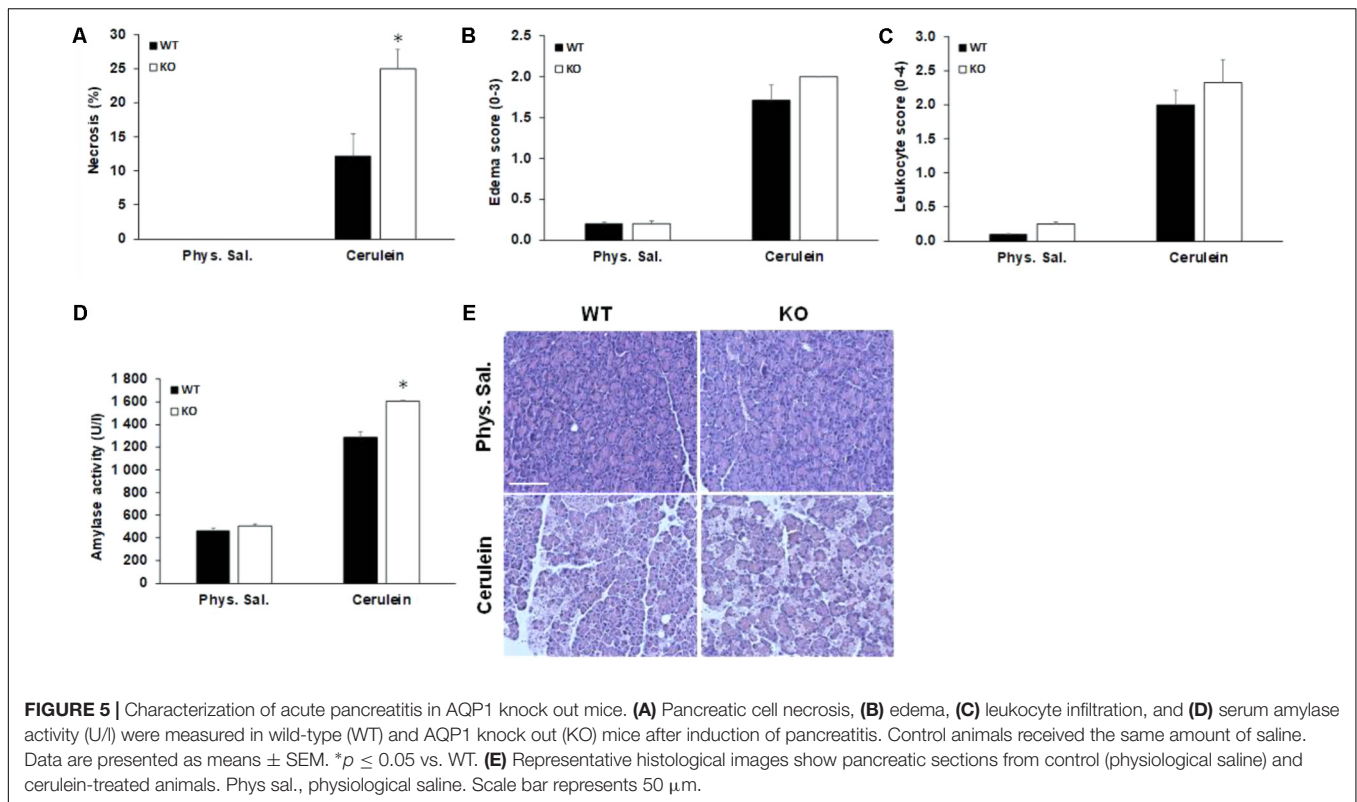 A
WT
KO
30
25
20
15
10
5
0
Necrosis (%)
*
Phys. Sal.
Cerulein
B
WT
KO
2.5
2.0
1.5
1.0
0.5
0.0
Edema score (0-3)
Phys. Sal.
Cerulein
C
WT
KO
3.0
2.5
2.0
1.5
1.0
0.5
0.0
Leukocyte score (0-4)
Phys. Sal.
Cerulein
D
WT
KO
1 800
1 600
1 400
1 200
1 000
800
600
400
200
0
Amylase activity (U/l)
*
Phys. Sal.
Cerulein
E
WT
KO
Phys. Sal.
Cerulein
FIGURE 5 | Characterization of acute pancreatitis in AQP1 knock out mice. (A) Pancreatic cell necrosis, (B) edema, (C) leukocyte infiltration, and (D) serum amylase
activity (U/l) were measured in wild-type (WT) and AQP1 knock out (KO) mice after induction of pancreatitis. Control animals received the same amount of saline.
Data are presented as means ± SEM. *p ≤ 0.05 vs. WT. (E) Representative histological images show pancreatic sections from control (physiological saline) and
cerulein-treated animals. Phys sal., physiological saline. Scale bar represents 50 μm.